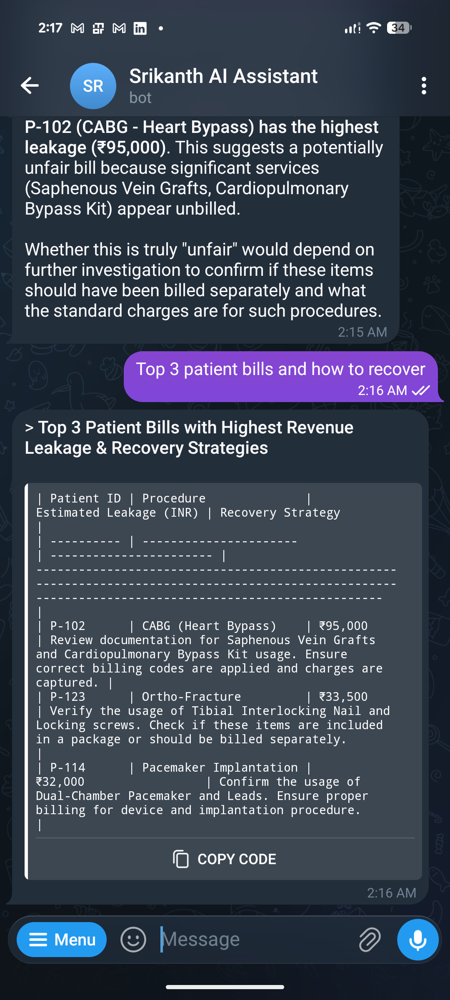 2:17
34
SR
Srikanth AI Assistant
bot
P-102 (CABG - Heart Bypass) has the highest
leakage (₹95,000). This suggests a potentially
unfair bill because significant services
(Saphenous Vein Grafts, Cardiopulmonary
Bypass Kit) appear unbilled.
Whether this is truly "unfair" would depend on
further investigation to confirm if these items
should have been billed separately and what
the standard charges are for such procedures.
2:15 AM
Top 3 patient bills and how to recover
2:16 AM
> Top 3 Patient Bills with Highest Revenue
Leakage & Recovery Strategies
| Patient ID | Procedure              |
Estimated Leakage (INR) | Recovery Strategy
|
| ---------- | ----------------------
| ----------------------- |
---------------------------------------------------
---------------------------------------------------
-------------------------------------------------
|
| P-102      | CABG (Heart Bypass)    | ₹95,000
| Review documentation for Saphenous Vein Grafts
and Cardiopulmonary Bypass Kit usage. Ensure
correct billing codes are applied and charges are
captured. |
| P-123      | Ortho-Fracture         | ₹33,500
| Verify the usage of Tibial Interlocking Nail and
Locking screws. Check if these items are included
in a package or should be billed separately.
|
| P-114      | Pacemaker Implantation |
₹32,000                 | Confirm the usage of
Dual-Chamber Pacemaker and Leads. Ensure proper
billing for device and implantation procedure.
|
COPY CODE
2:16 AM
Menu
Message